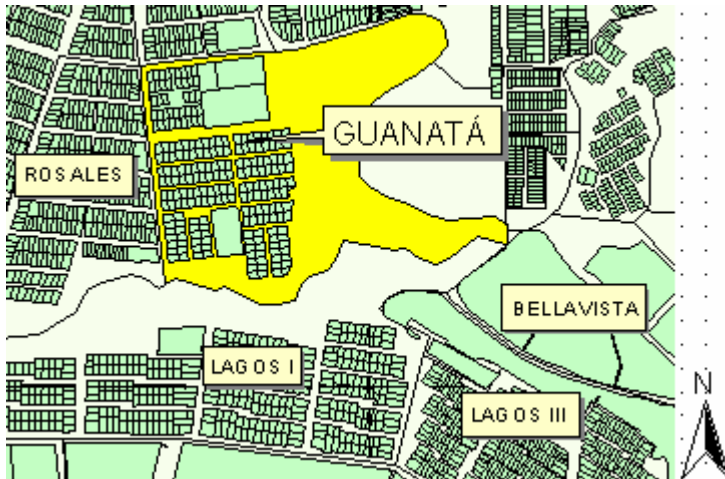 GUANATÁ
ROSALES
BELLAVISTA
LAGOS I
N
LAGOS III